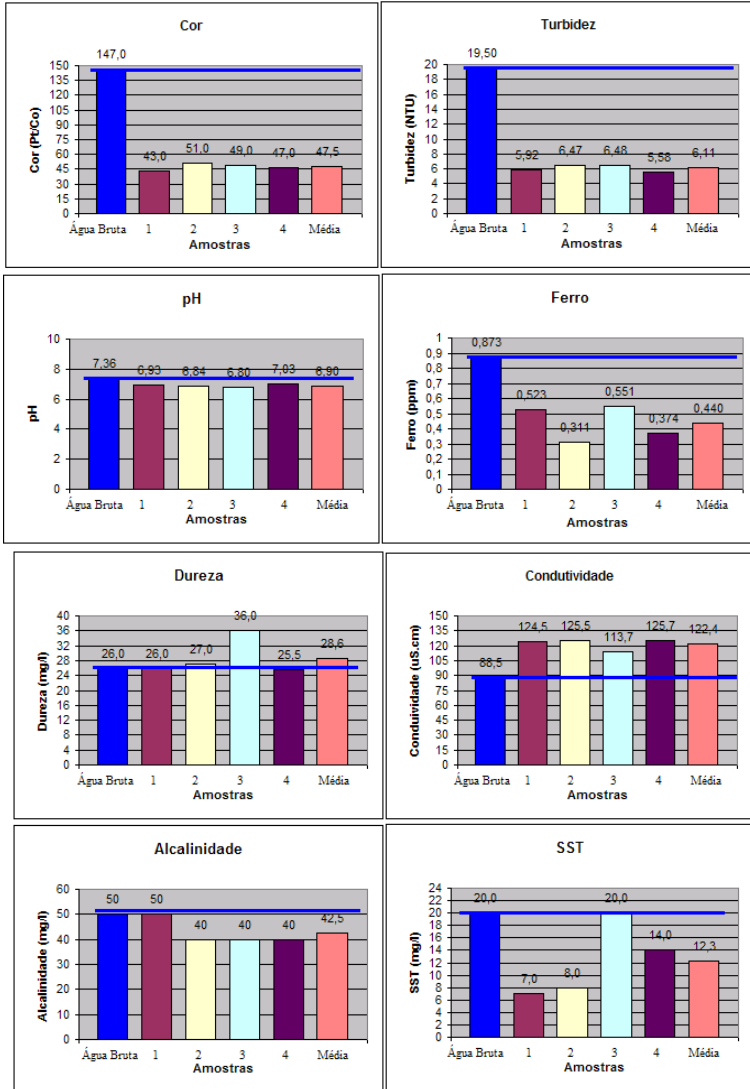 Cor
147,0
43,0 51,0 49,0 47,0 47,5
150
135
120
105
90
75
60
45
30
15
0
Cor (Pt/Co)
Água Bruta 1 2 3 4 Média
Amostras
Turbidez
19,50
5,92 6,47 6,48 5,58 6,11
20
18
16
14
12
10
8
6
4
2
0
Turbidez (NTU)
Água Bruta 1 2 3 4 Média
Amostras
pH
7,36 6,93 6,84 6,80 7,03 6,90
10
8
6
4
2
0
pH
Água Bruta 1 2 3 4 Média
Amostras
Ferro
0,873
0,523 0,311 0,551 0,374 0,440
1
0,9
0,8
0,7
0,6
0,5
0,4
0,3
0,2
0,1
0
Ferro (ppm)
Água Bruta 1 2 3 4 Média
Amostras
Dureza
26,0 26,0 27,0 36,0 25,5 28,6
40
36
32
28
24
20
16
12
8
4
0
Dureza (mg/l)
Água Bruta 1 2 3 4 Média
Amostras
Condutividade
88,5 124,5 125,5 113,7 125,7 122,4
150
135
120
105
90
75
60
45
30
15
0
Conduividade (uS.cm)
Água Bruta 1 2 3 4 Média
Amostras
Alcalinidade
50 50 40 40 40 42,5
60
50
40
30
20
10
0
Alcalinidade (mg/l)
Água Bruta 1 2 3 4 Média
Amostras
SST
20,0 7,0 8,0 20,0 14,0 12,3
24
22
20
18
16
14
12
10
8
6
4
2
0
SST (mg/l)
Água Bruta 1 2 3 4 Média
Amostras